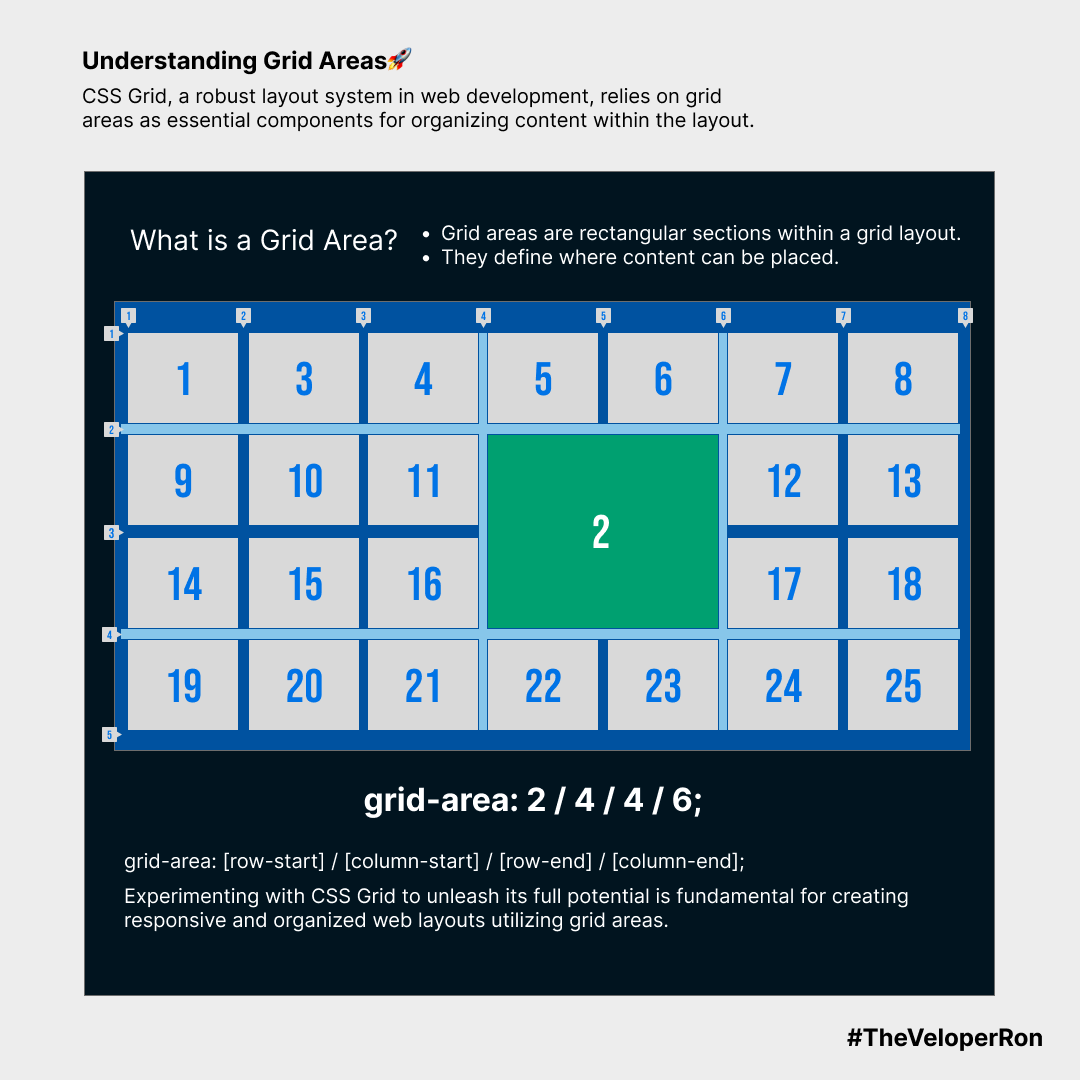 Understanding Grid Areas🚀
CSS Grid, a robust layout system in web development, relies on grid
areas as essential components for organizing content within the layout.
What is a Grid Area?
• Grid areas are rectangular sections within a grid layout.
• They define where content can be placed.
1 2 3 4 5 6 7 8
1
1 3 4 5 6 7 8
2
9 10 11 2 12 13
3
14 15 16 17 18
4
19 20 21 22 23 24 25
5
grid-area: 2 / 4 / 4 / 6;
grid-area: [row-start] / [column-start] / [row-end] / [column-end];
Experimenting with CSS Grid to unleash its full potential is fundamental for creating
responsive and organized web layouts utilizing grid areas.
#TheVeloperRon